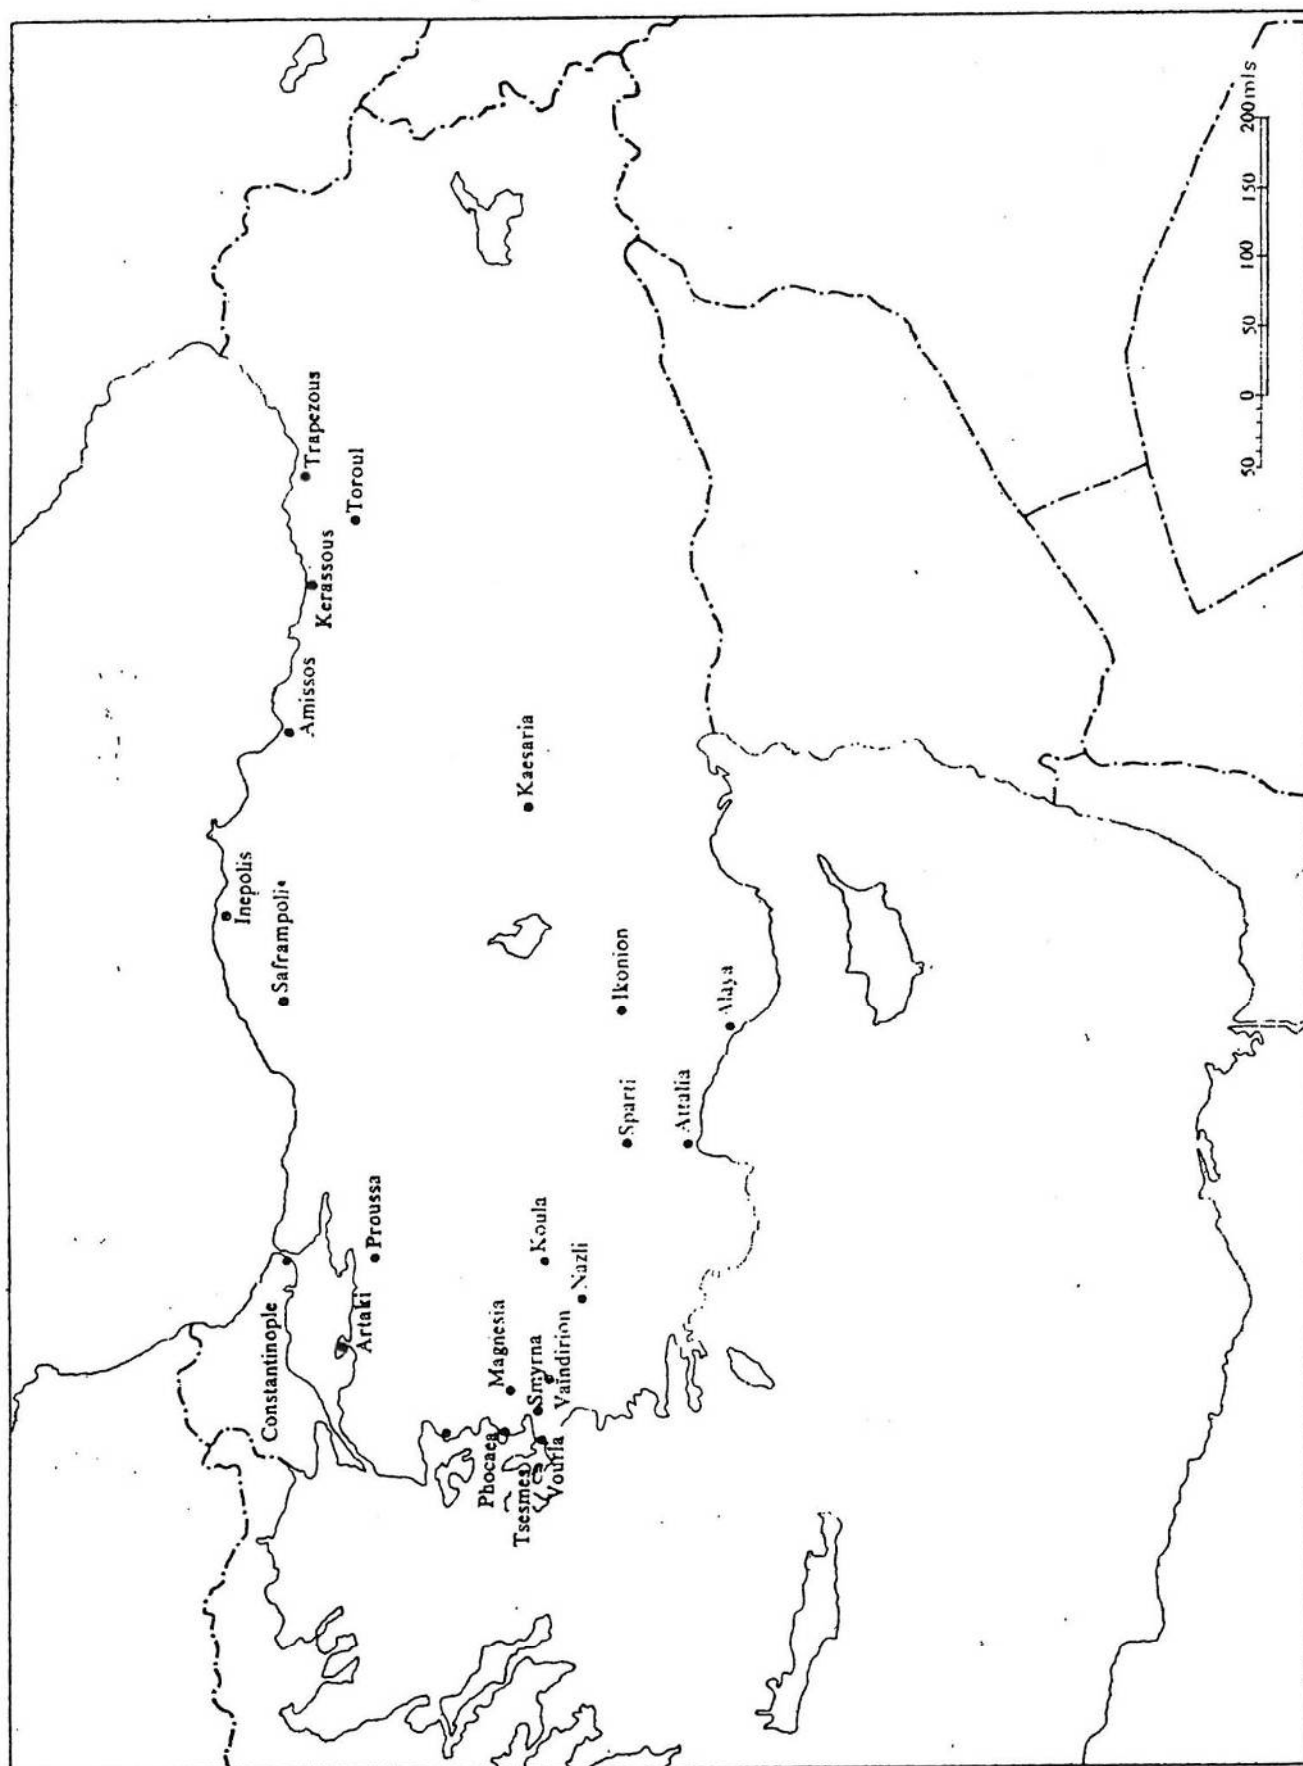 Inepolis
Amissos
Saframpoli
Trapezous
Kerassous
Toroul
Constantinople
Proussa
Artaki
Kaesaria
Magnesia
Phocaea
Smyrna
Tsesmes
Vourla
Koula
Vaindirion
Nazli
Ikonion
Sparti
Attalia
Alaya
50 0 50 100 150 200mls